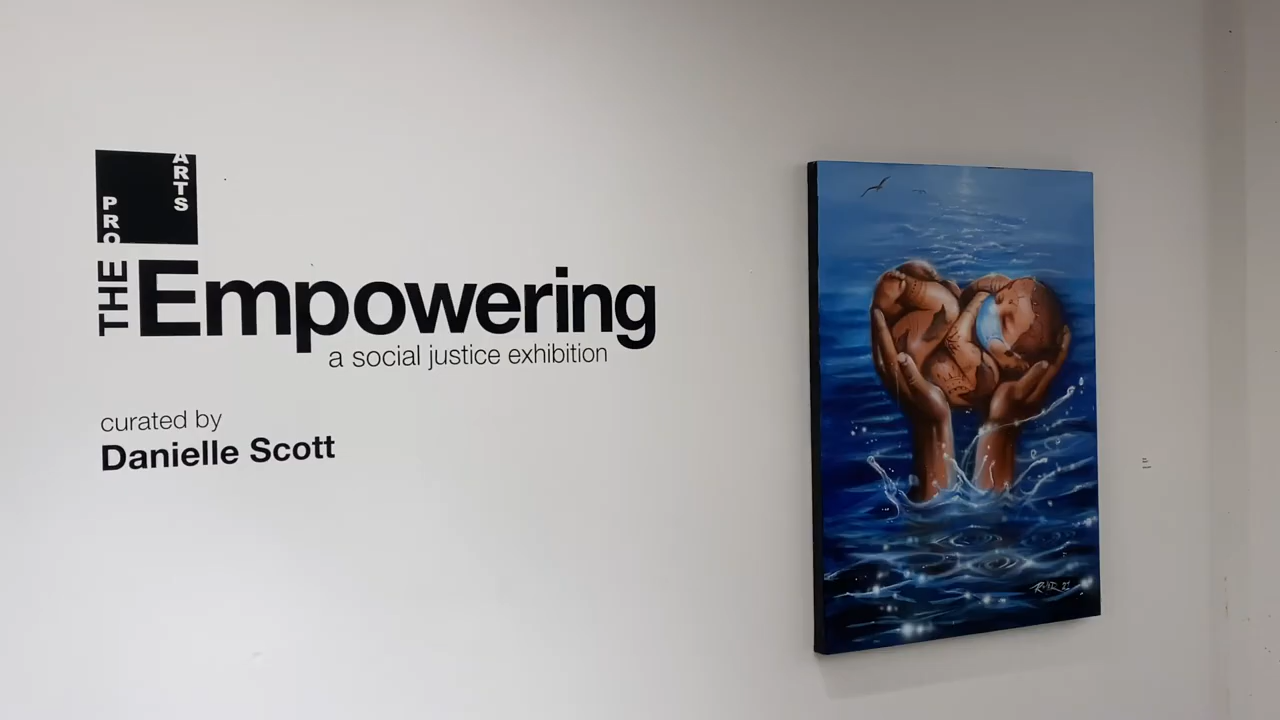 PRO
ARTS
THE Empowering
a social justice exhibition
curated by
Danielle Scott